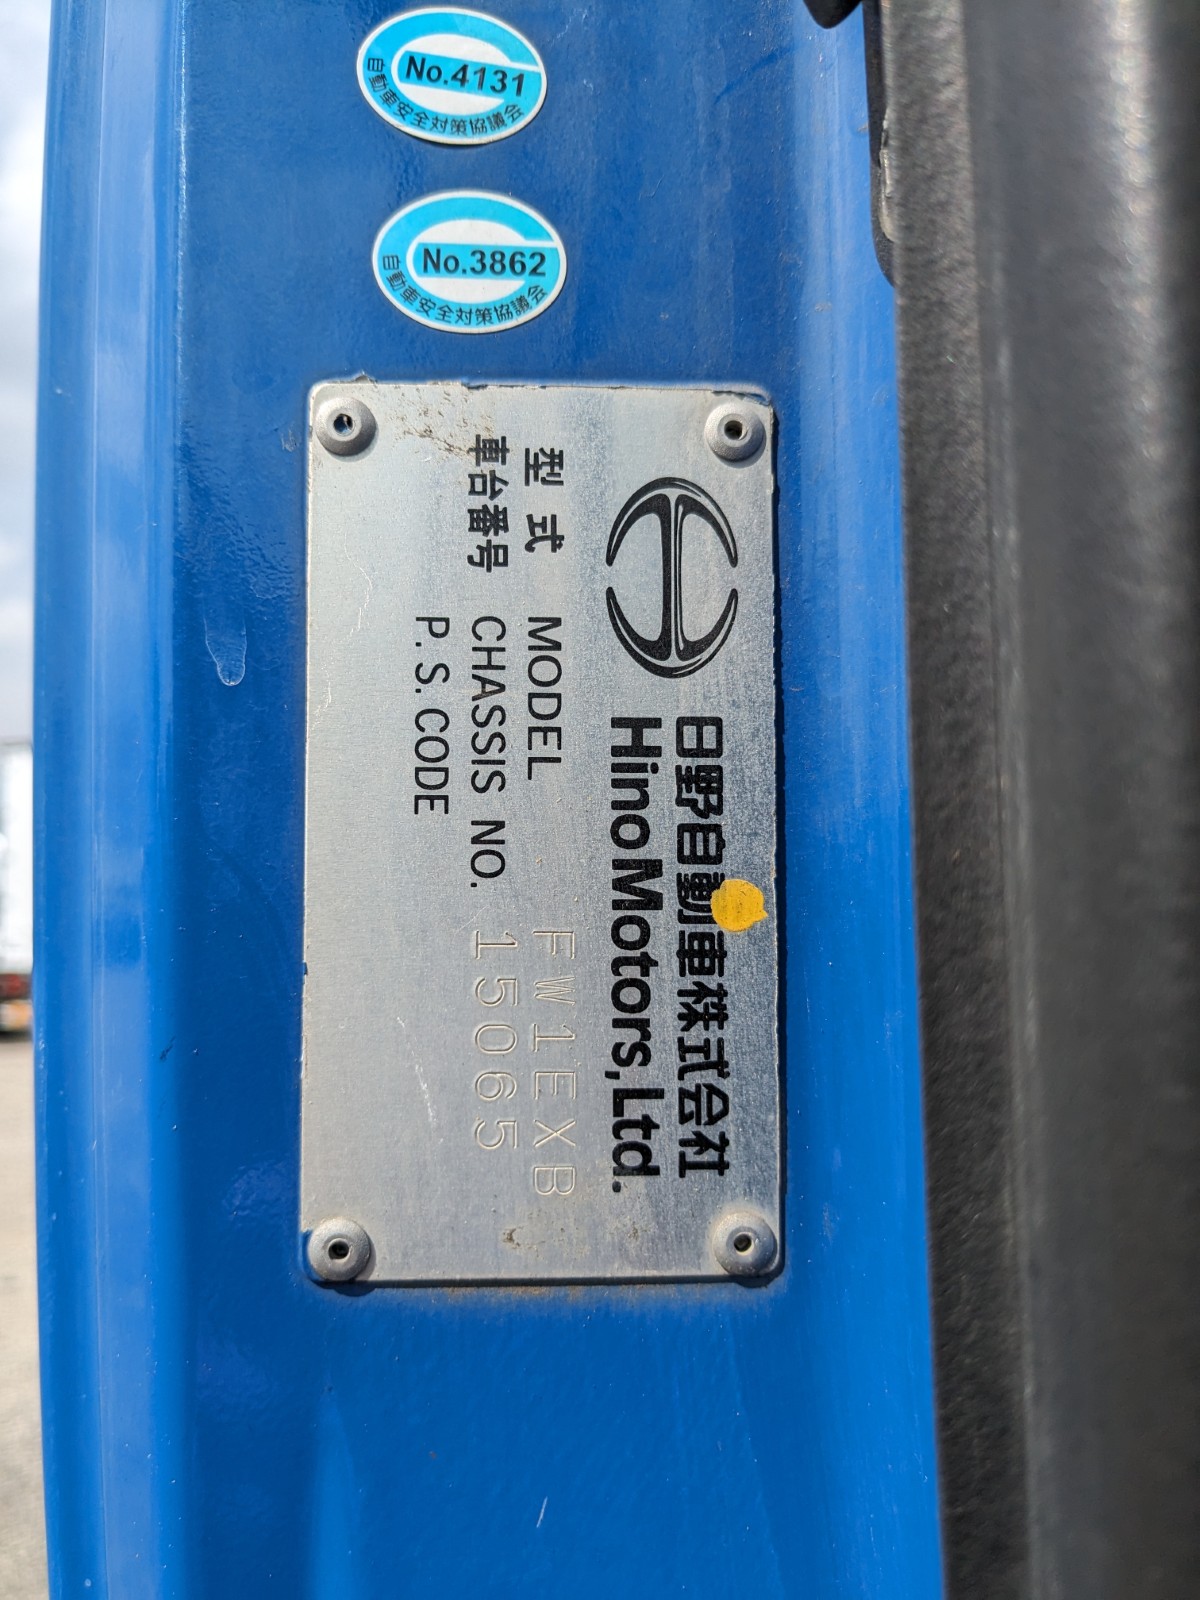 No.4131
自動車安全対策協議会
No.3862
自動車安全対策協議会
日野自動車株式会社
Hino Motors, Ltd.
型式 MODEL FW1EXB
車台番号 CHASSIS NO. 15065
P.S.CODE